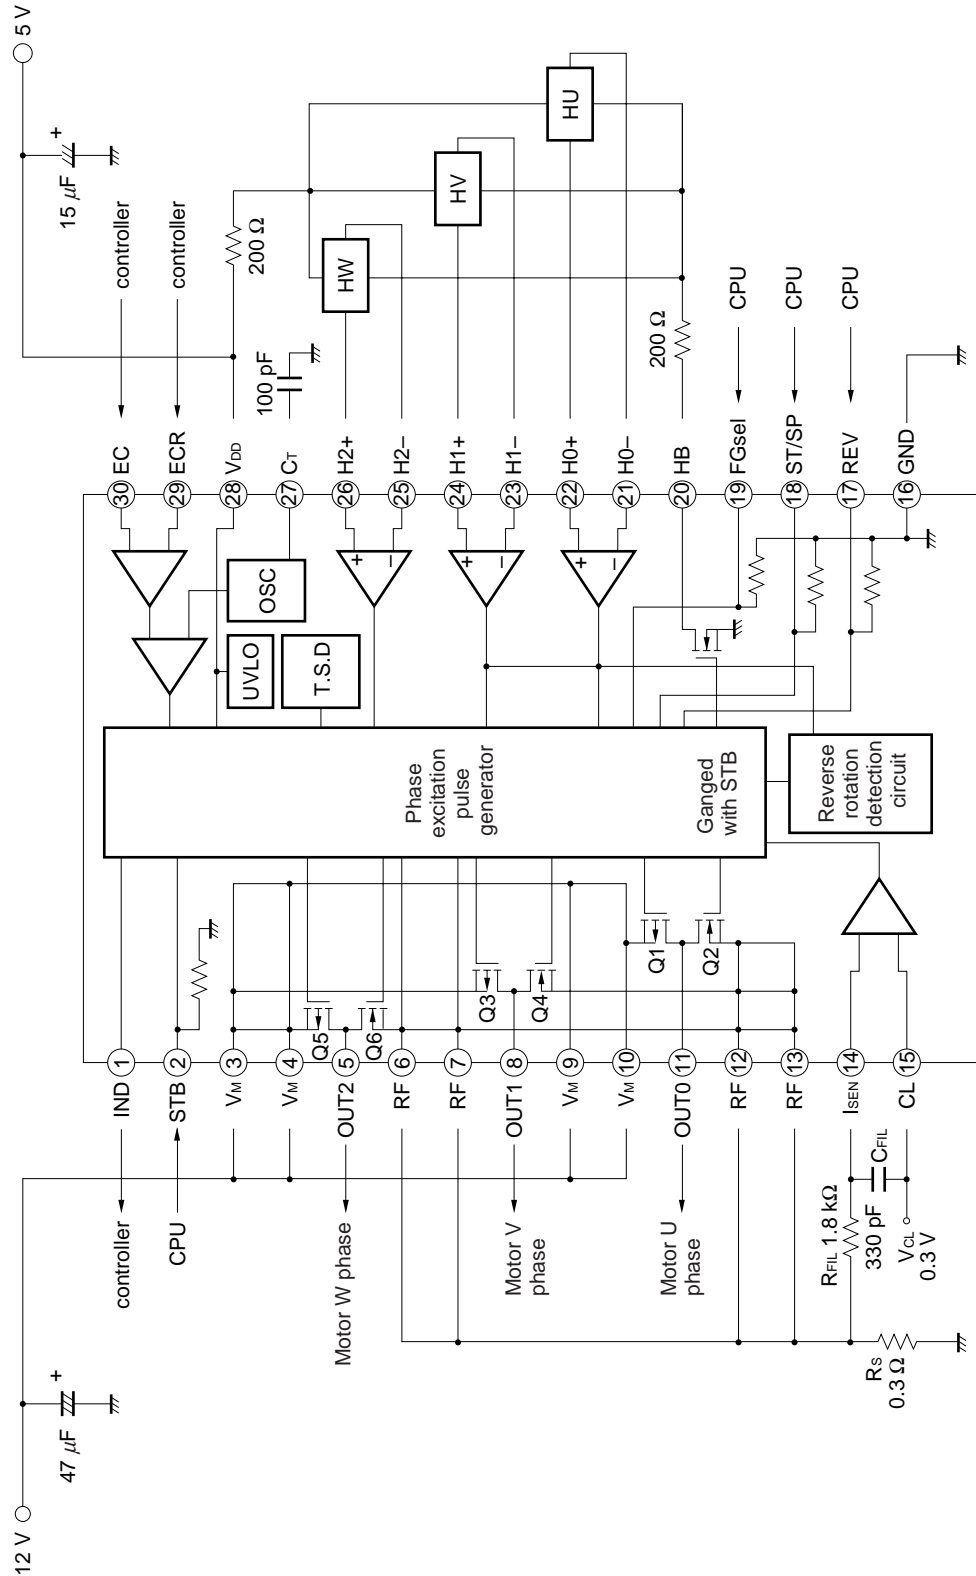 12 V
47 µF
+
5 V
15 µF
+
controller
controller
200 Ω
100 pF
HW
HV
HU
200 Ω
CPU
CPU
CPU
30 EC
29 ECR
28 VDD
27 CT
26 H2+
25 H2–
24 H1+
23 H1–
22 H0+
21 H0–
20 HB
19 FGsel
18 ST/SP
17 REV
16 GND
OSC
UVLO
T.S.D
+ –
+ –
+ –
Phase
excitation
pulse
generator
Ganged
with STB
Reverse
rotation
detection
circuit
Q5
Q6
Q3
Q4
Q1
Q2
1 IND
2 STB
3 VM
4 VM
5 OUT2
6 RF
7 RF
8 OUT1
9 VM
10 VM
11 OUT0
12 RF
13 RF
14 ISEN
15 CL
controller
CPU
Motor W phase
Motor V
phase
Motor U
phase
RFIL 1.8 kΩ
330 pF
CFIL
VCL
0.3 V
RS
0.3 Ω